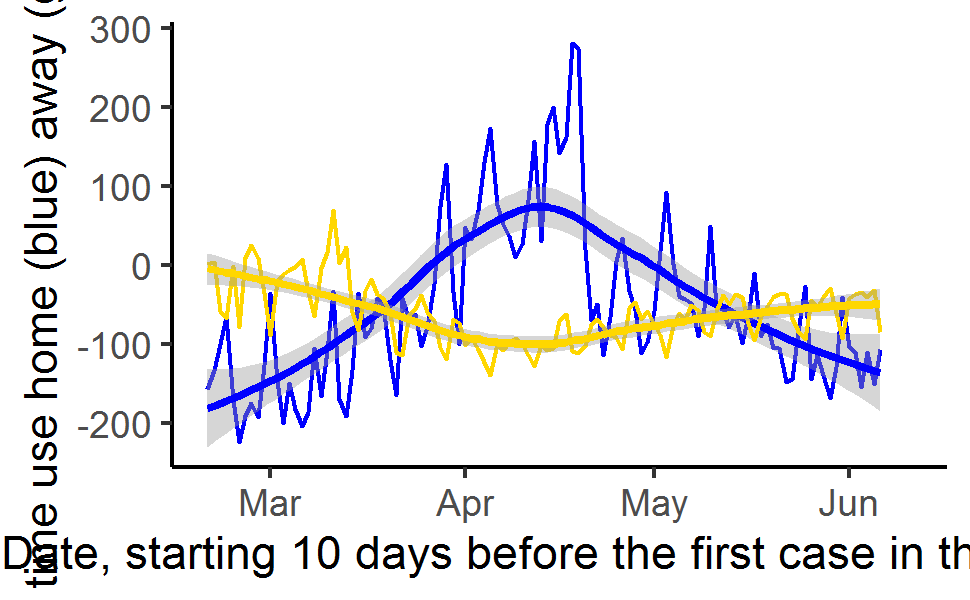 time use home (blue) away (
300
200
100
0
-100
-200
Mar Apr May Jun
Date, starting 10 days before the first case in th